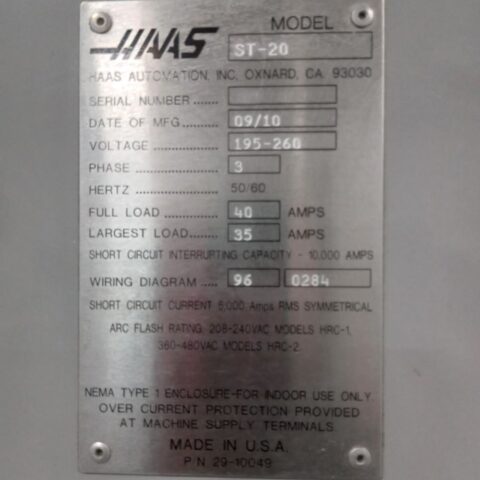 MODEL
HAAS ST-20
HAAS AUTOMATION, INC. OXNARD, CA. 93030
SERIAL NUMBER .......
DATE OF MFG....... 09/10
VOLTAGE ............... 195-260
PHASE ................... 3
HERTZ ................... 50/60
FULL LOAD ............ 40 AMPS
LARGEST LOAD..... 35 AMPS
SHORT CIRCUIT INTERRUPTING CAPACITY - 10,000 AMPS
WIRING DIAGRAM ..... 96 0284
SHORT CIRCUIT CURRENT 6,000 Amps RMS SYMMETRICAL
ARC FLASH RATING: 208-240VAC MODELS HRC-1,
360-480VAC MODELS HRC-2.
NEMA TYPE 1 ENCLOSURE-FOR INDOOR USE ONLY
OVER CURRENT PROTECTION PROVIDED
AT MACHINE SUPPLY TERMINALS
MADE IN U.S.A.
P/N 29-10049